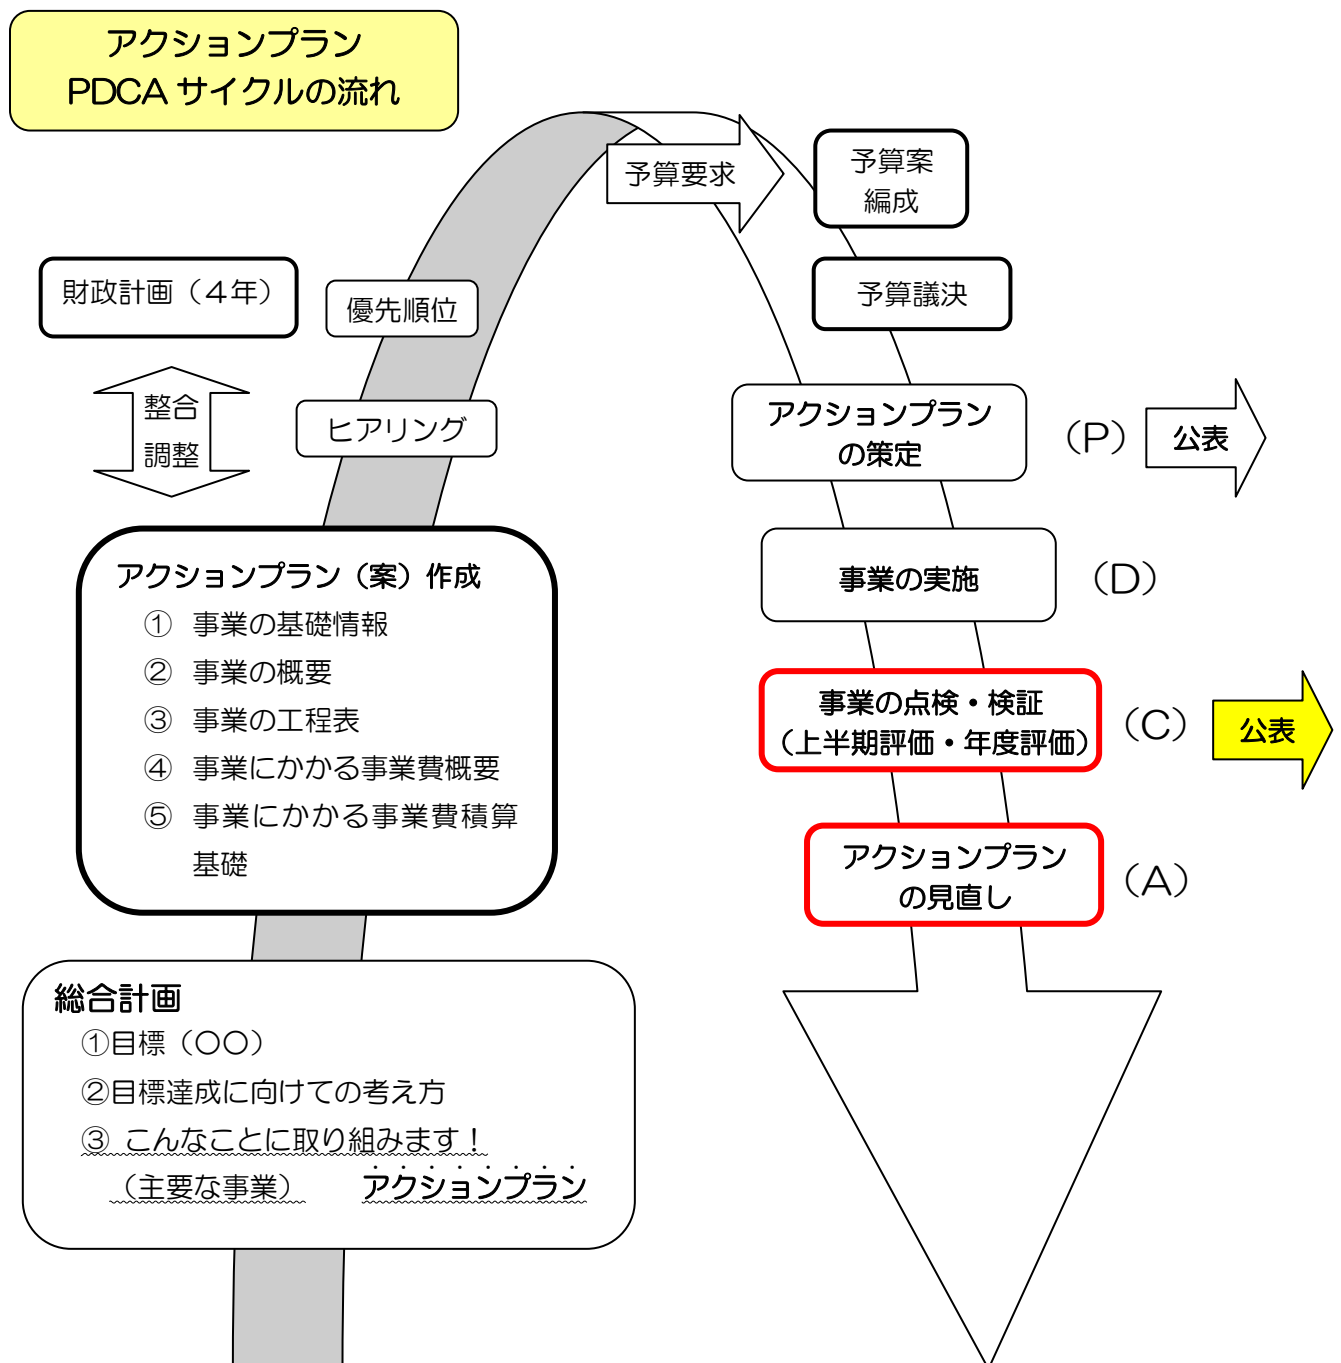 アクションプラン
PDCA サイクルの流れ
予算要求
予算案
編成
財政計画（４年）
優先順位
予算議決
整合
調整
ヒアリング
アクションプラン
の策定
（P）
公表
アクションプラン（案）作成
① 事業の基礎情報
② 事業の概要
③ 事業の工程表
④ 事業にかかる事業費概要
⑤ 事業にかかる事業費積算
基礎
事業の実施
（D）
事業の点検・検証
（上半期評価・年度評価）
（C）
公表
アクションプラン
の見直し
（A）
総合計画
①目標（〇〇）
②目標達成に向けての考え方
③ こんなことに取り組みます！
（主要な事業） アクションプラン